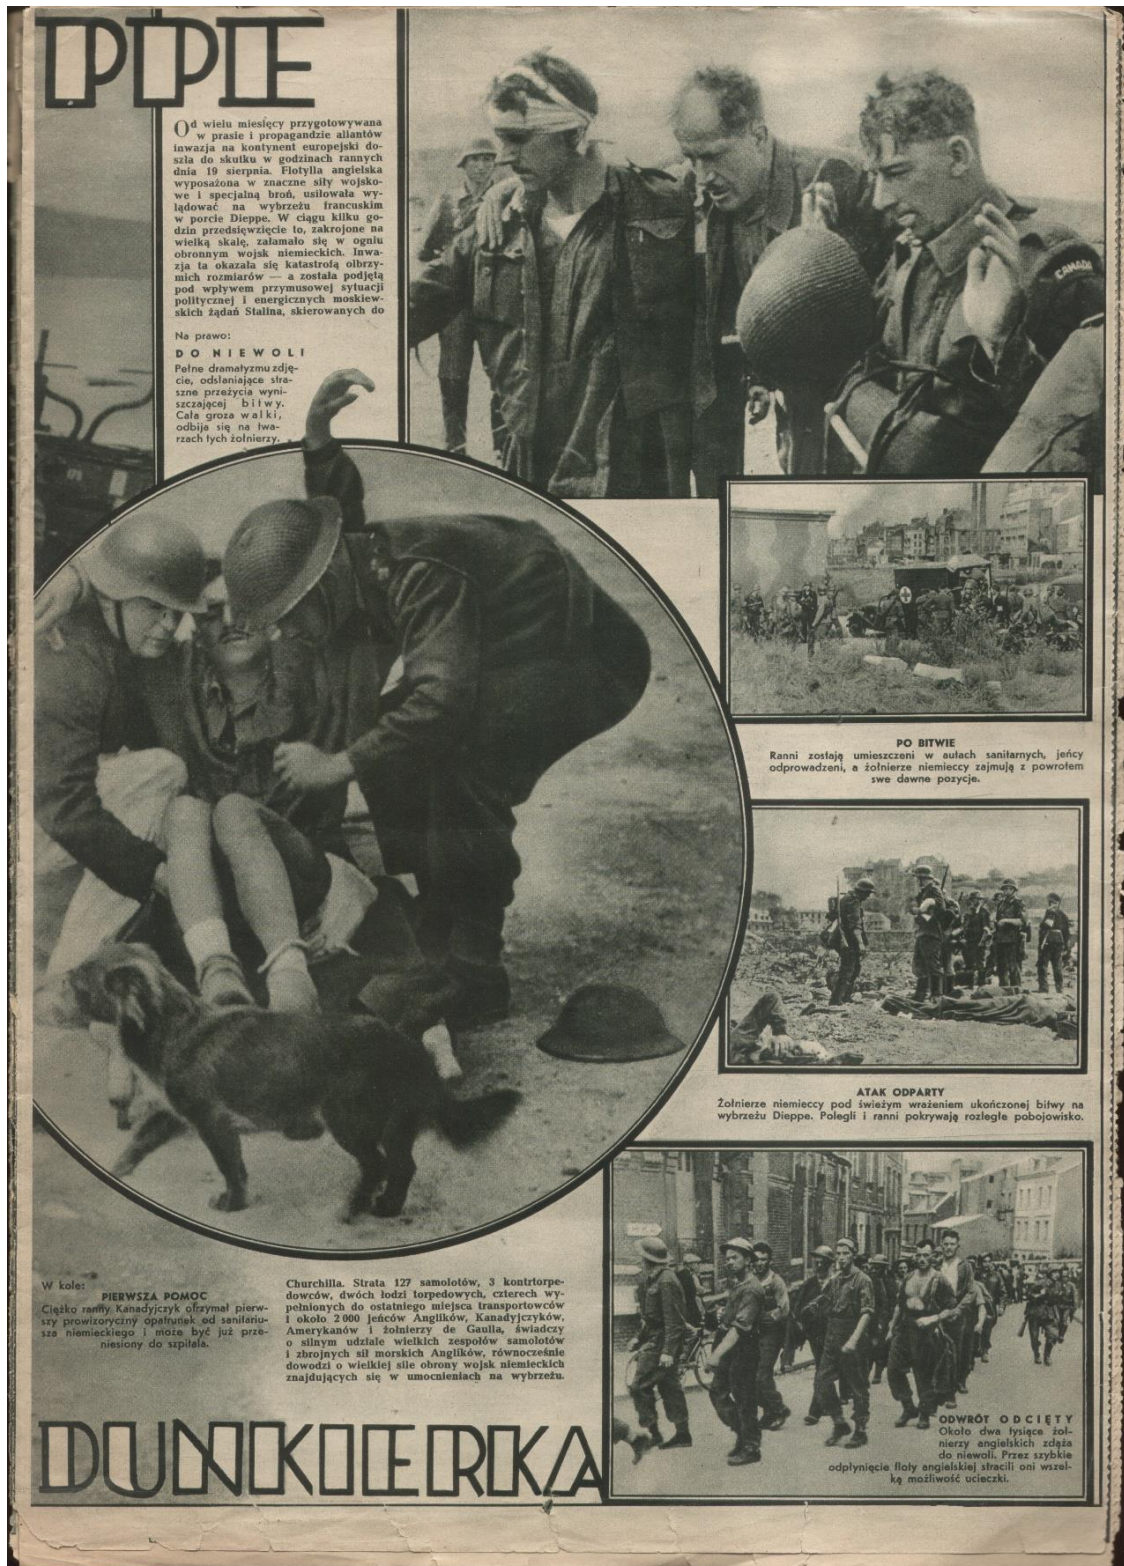 PPE
Od wielu miesięcy przygotowywana
w prasie i propagandzie aliantów
inwazja na kontynent europejski do-
szła do skutku w godzinach rannych
dnia 19 sierpnia. Flotylla angielska
wyposażona w znaczne siły wojsko-
we i specjalną broń, usiłowała wy-
lądować na wybrzeżu francuskim
w porcie Dieppe. W ciągu kilku go-
dzin przedsięwzięcie to, zakrojone na
wielką skalę, załamało się w ogniu
obronnym wojsk niemieckich. Inwa-
zja ta okazała się katastrofą olbrzy-
mich rozmiarów — a została podjętą
pod wpływem przymusowej sytuacji
politycznej i energicznych moskiew-
skich żądań Stalina, skierowanych do
Na prawo:
DO NIEWOLI
Pełne dramatyzmu zdję-
cie, odsłaniające stra-
szne przeżycia wyni-
szczającej bitwy.
Cała groza walki,
odbija się na twa-
rzach tych żołnierzy.
CANADA
PO BITWIE
Ranni zostają umieszczeni w autach sanitarnych, jeńcy
odprowadzeni, a żołnierze niemieccy zajmują z powrotem
swe dawne pozycje.
ATAK ODPARTY
Żołnierze niemieccy pod świeżym wrażeniem ukończonej bitwy na
wybrzeżu Dieppe. Polegli i ranni pokrywają rozległe pobojowisko.
W kole:
PIERWSZA POMOC
Ciężko ranny Kanadyjczyk otrzymał pierw-
szy prowizoryczny opatrunek od sanitariu-
sza niemieckiego i może być już prze-
niesiony do szpitala.
Churchilla. Strata 127 samolotów, 3 kontrtorpe-
dowców, dwóch łodzi torpedowych, czterech wy-
pełnionych do ostatniego miejsca transportowców
i około 2000 jeńców Anglików, Kanadyjczyków,
Amerykanów i żołnierzy de Gaulla, świadczy
o silnym udziale wielkich zespołów samolotów
i zbrojnych sił morskich Anglików, równocześnie
dowodzi o wielkiej sile obrony wojsk niemieckich
znajdujących się w umocnieniach na wybrzeżu.
ODWRÓT ODCIĘTY
Około dwa tysiące żoł-
nierzy angielskich zdąża
do niewoli. Przez szybkie
odpłynięcie floty angielskiej stracili oni wszel-
ką możliwość ucieczki.
DUNKIERKA